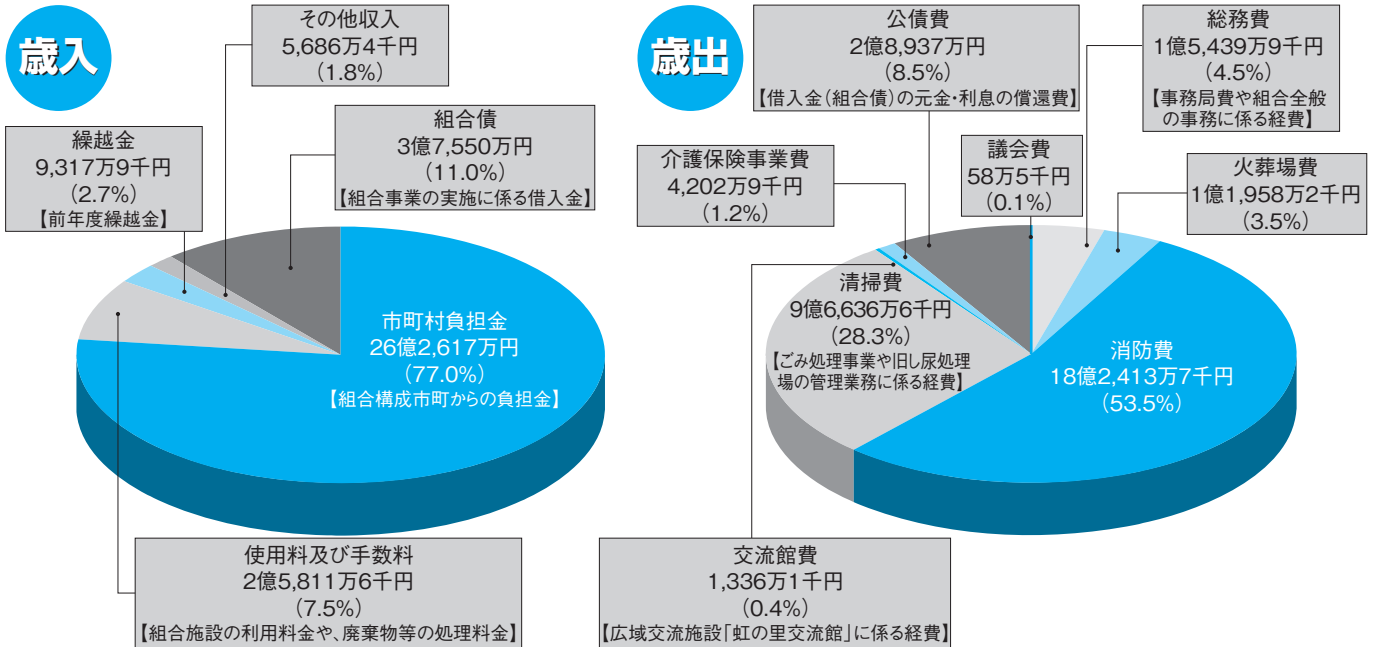 歳入
その他収入
5,686万4千円
(1.8%)
組合債
3億7,550万円
(11.0%)
【組合事業の実施に係る借入金】
繰越金
9,317万9千円
(2.7%)
【前年度繰越金】
市町村負担金
26億2,617万円
(77.0%)
【組合構成市町からの負担金】
使用料及び手数料
2億5,811万6千円
(7.5%)
【組合施設の利用料金や、廃棄物等の処理料金】
歳出
公債費
2億8,937万円
(8.5%)
【借入金(組合債)の元金・利息の償還費】
総務費
1億5,439万9千円
(4.5%)
【事務局費や組合全般
の事務に係る経費】
介護保険事業費
4,202万9千円
(1.2%)
議会費
58万5千円
(0.1%)
火葬場費
1億1,958万2千円
(3.5%)
清掃費
9億6,636万6千円
(28.3%)
【ごみ処理事業や旧し尿処理
場の管理業務に係る経費】
消防費
18億2,413万7千円
(53.5%)
交流館費
1,336万1千円
(0.4%)
【広域交流施設「虹の里交流館」に係る経費】